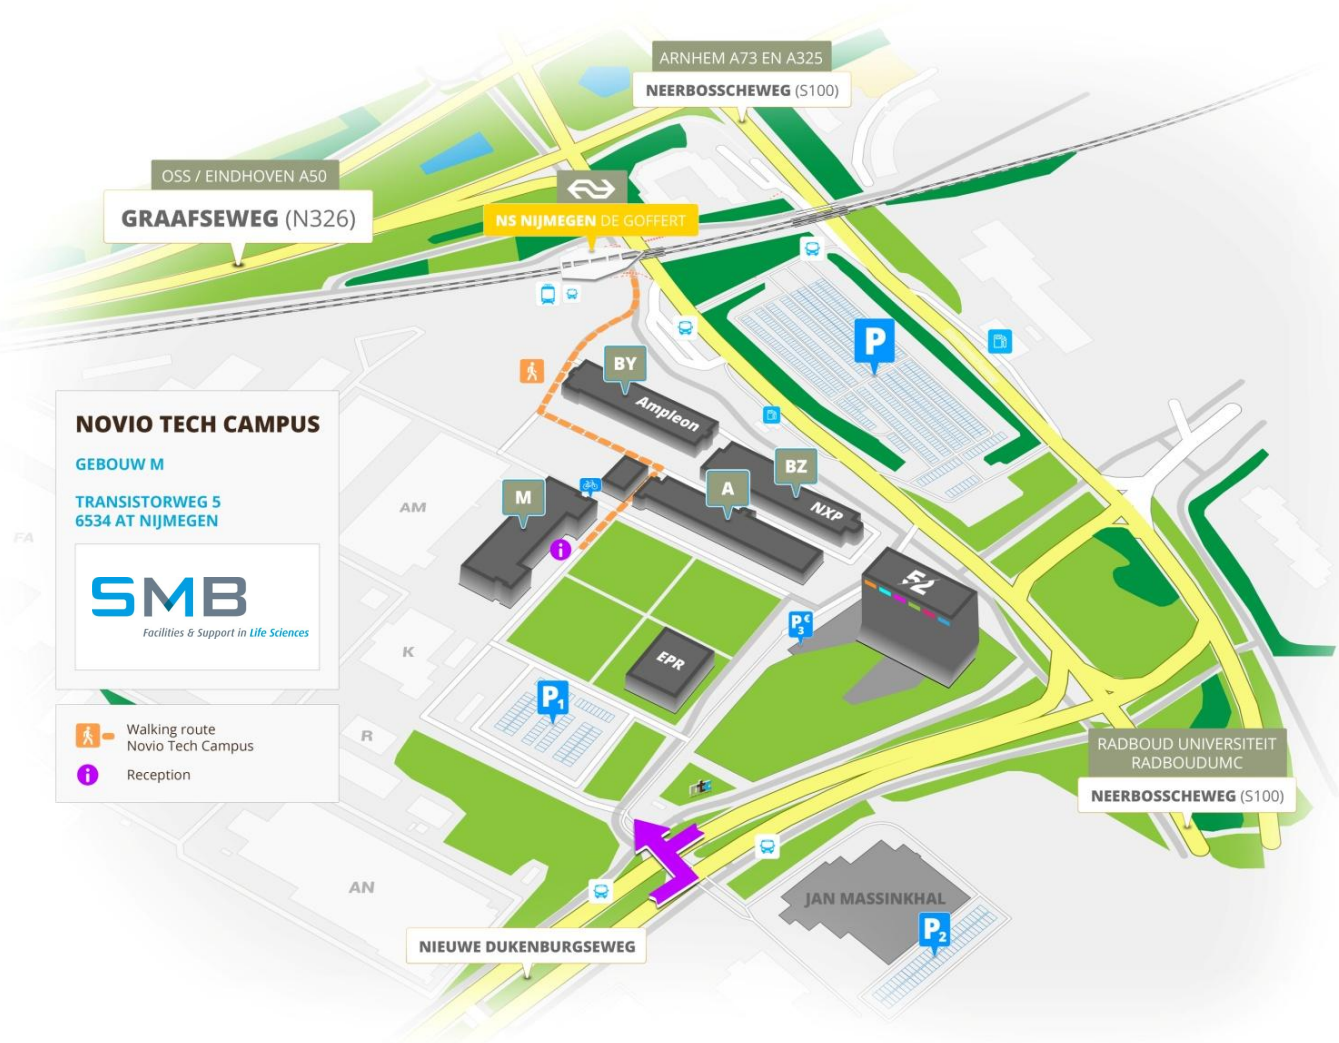 ARNHEM A73 EN A325
NEERBOSSCHEWEG (S100)
OSS / EINDHOVEN A50
GRAAFSEWEG (N326)
NS NIJMEGEN DE GOFFERT
P
BY
Ampleon
NOVIO TECH CAMPUS
GEBOUW M
TRANSISTORWEG 5
6534 AT NIJMEGEN
SMB
Facilities & Support in Life Sciences
BZ
A
M
NXP
AM
FA
i
52
P3€
EPR
K
P1
R
Walking route
Novio Tech Campus
i
Reception
RADBOUD UNIVERSITEIT
RADBOUDUMC
NEERBOSSCHEWEG (S100)
AN
JAN MASSINKHAL
P2
NIEUWE DUKENBURGSEWEG